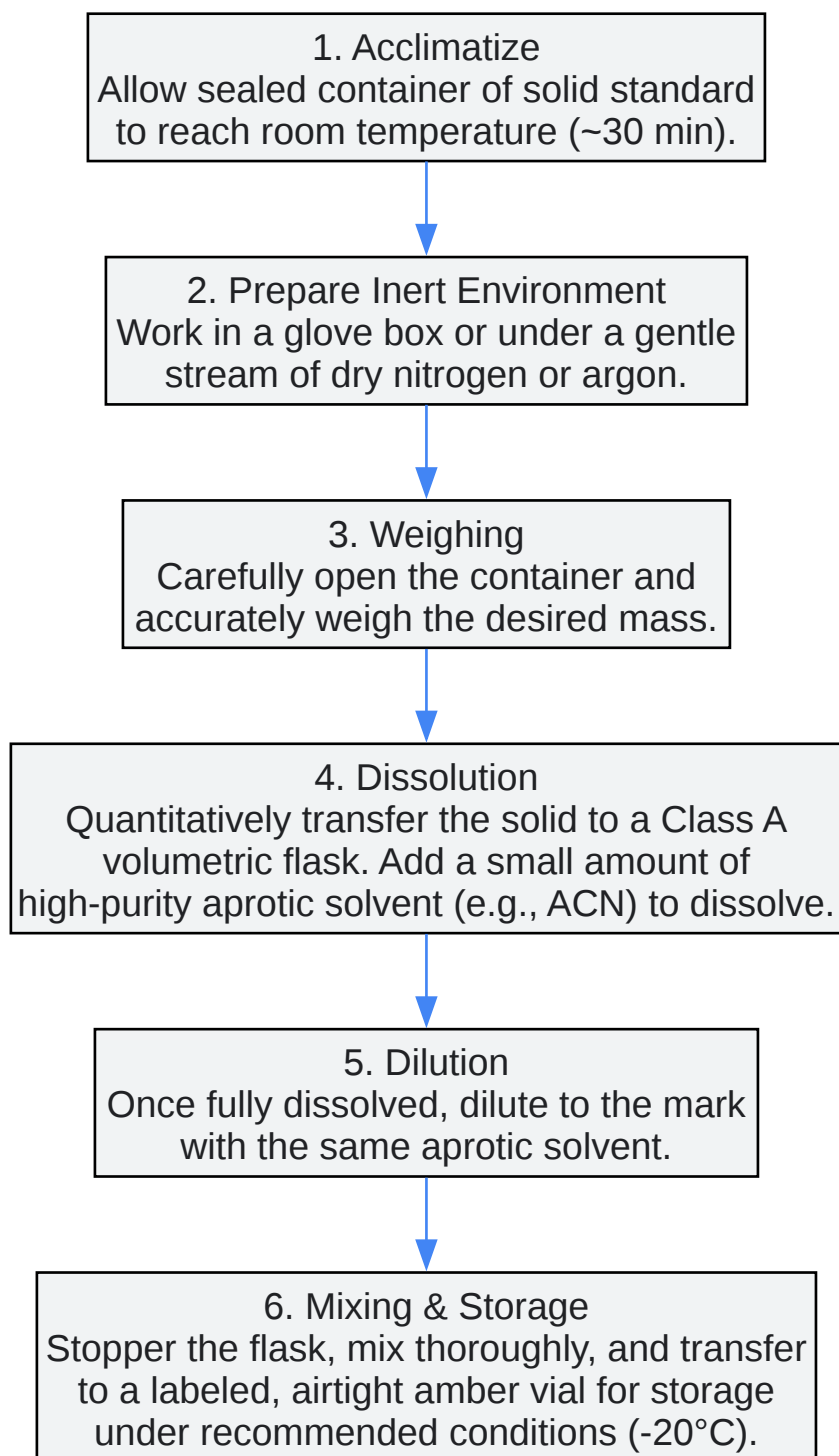 1. Acclimatize
Allow sealed container of solid standard
to reach room temperature (~30 min).
2. Prepare Inert Environment
Work in a glove box or under a gentle
stream of dry nitrogen or argon.
3. Weighing
Carefully open the container and
accurately weigh the desired mass.
4. Dissolution
Quantitatively transfer the solid to a Class A
volumetric flask. Add a small amount of
high-purity aprotic solvent (e.g., ACN) to dissolve.
5. Dilution
Once fully dissolved, dilute to the mark
with the same aprotic solvent.
6. Mixing & Storage
Stopper the flask, mix thoroughly, and transfer
to a labeled, airtight amber vial for storage
under recommended conditions (-20°C).